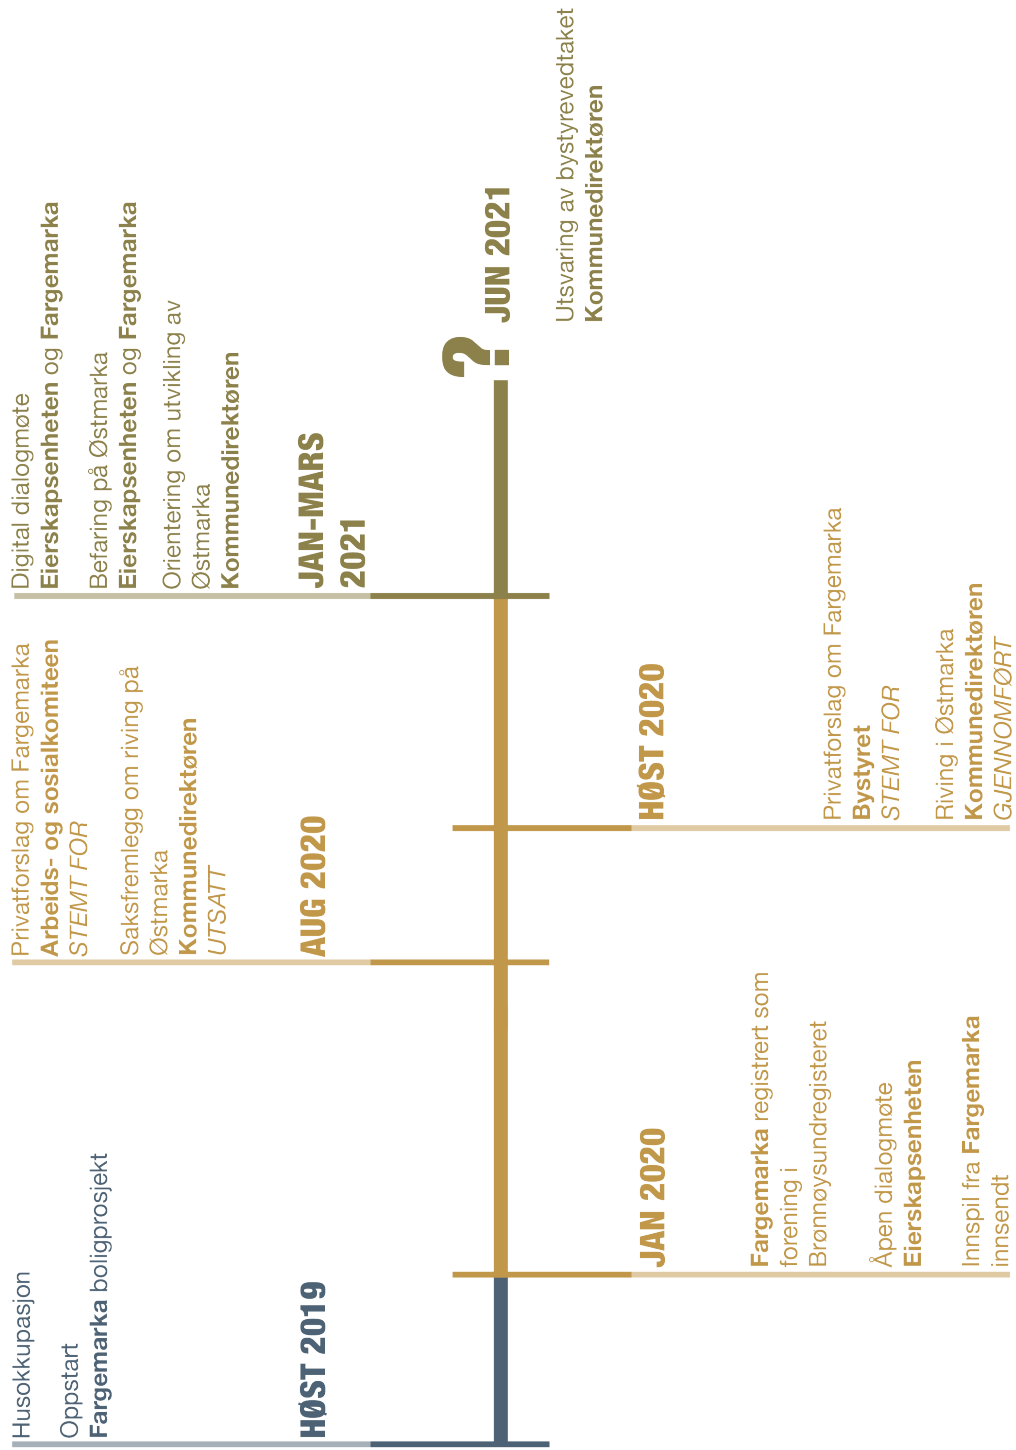 Husokkupasjon
Oppstart
Fargemarka boligprosjekt
HØST 2019
JAN 2020
Fargemarka registrert som
forening i
Brønnøysundregisteret
Åpen dialogmøte
Eierskapsenheten
Innspil fra Fargemarka
innsendt
Privatforslag om Fargemarka
Arbeids- og sosialkomiteen
STEMT FOR
Saksfremlegg om riving på
Østmarka
Kommunedirektøren
UTSATT
AUG 2020
HØST 2020
Privatforslag om Fargemarka
Bystyret
STEMT FOR
Riving i Østmarka
Kommunedirektøren
GJENNOMFØRT
Digital dialogmøte
Eierskapsenheten og Fargemarka
Befaring på Østmarka
Eierskapsenheten og Fargemarka
Orientering om utvikling av
Østmarka
Kommunedirektøren
JAN-MARS
2021
?
JUN 2021
Utsvaring av bystyrevedtaket
Kommunedirektøren